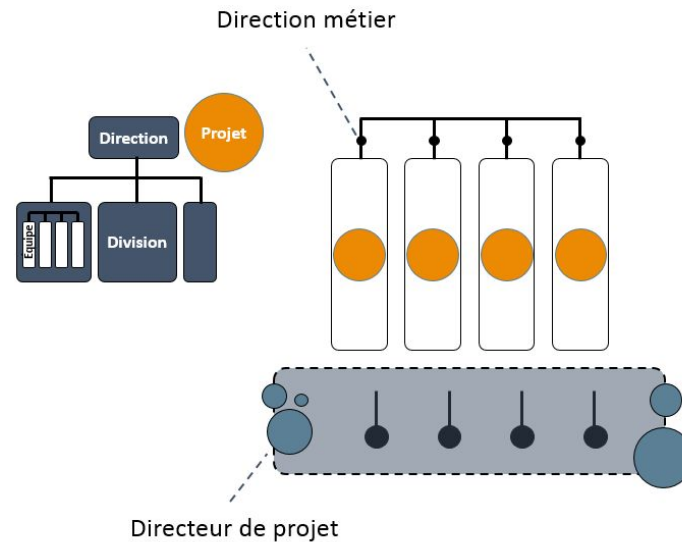 Direction métier
Direction
Projet
Equipe
Division
Directeur de projet